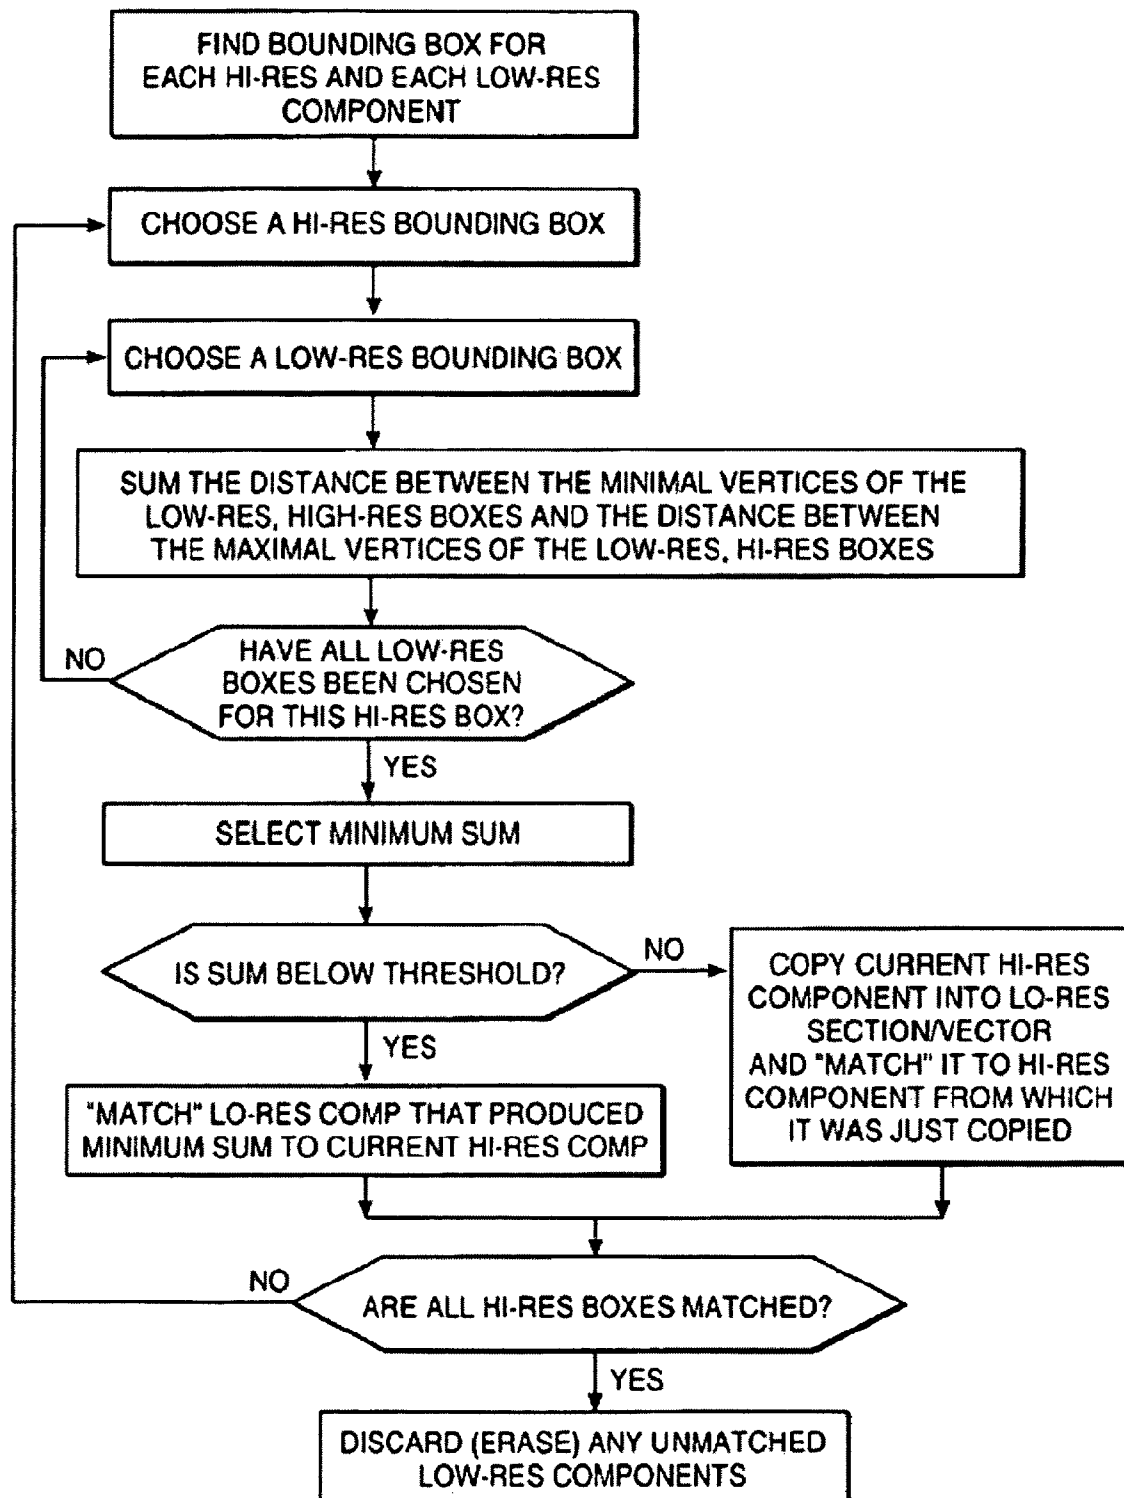 FIND BOUNDING BOX FOR
EACH HI-RES AND EACH LOW-RES
COMPONENT
CHOOSE A HI-RES BOUNDING BOX
CHOOSE A LOW-RES BOUNDING BOX
SUM THE DISTANCE BETWEEN THE MINIMAL VERTICES OF THE
LOW-RES, HIGH-RES BOXES AND THE DISTANCE BETWEEN
THE MAXIMAL VERTICES OF THE LOW-RES, HI-RES BOXES
NO
HAVE ALL LOW-RES
BOXES BEEN CHOSEN
FOR THIS HI-RES BOX?
YES
SELECT MINIMUM SUM
IS SUM BELOW THRESHOLD?
NO
COPY CURRENT HI-RES
COMPONENT INTO LO-RES
SECTION/VECTOR
AND "MATCH" IT TO HI-RES
COMPONENT FROM WHICH
IT WAS JUST COPIED
YES
"MATCH" LO-RES COMP THAT PRODUCED
MINIMUM SUM TO CURRENT HI-RES COMP
NO
ARE ALL HI-RES BOXES MATCHED?
YES
DISCARD (ERASE) ANY UNMATCHED
LOW-RES COMPONENTS